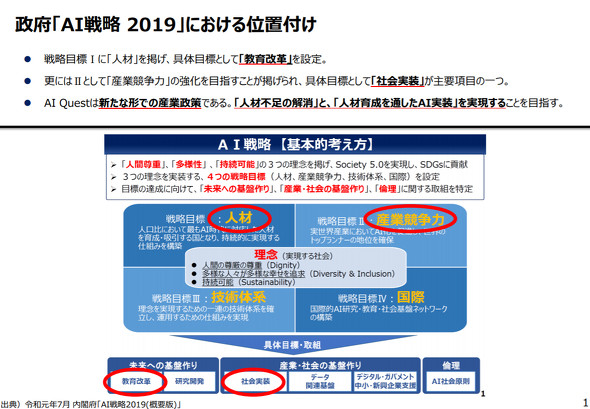 政府「AI戦略 2019」における位置付け
● 戦略目標Ⅰに「人材」を掲げ、具体目標として「教育改革」を設定。
● 更にはⅡとして「産業競争力」の強化を目指すことが掲げられ、具体目標として「社会実装」が主要項目の一つ。
● AI Questは新たな形での産業政策である。「人材不足の解消」と、「人材育成を通したAI実装」を実現することを目指す。
ＡＩ戦略【基本的考え方】
➢ 「人間尊重」、「多様性」、「持続可能」の3つの理念を掲げ、Society 5.0を実現し、SDGsに貢献
➢ 3つの理念を実装する、4つの戦略目標(人材、産業競争力、技術体系、国際)を設定
➢ 目標の達成に向けて、「未来への基盤作り」、「産業・社会の基盤作り」、「倫理」に関する取組を特定
戦略目標：人材
人口比において最もAI時代に対応した人材
を育成・吸引する国となり、持続的に実現する
仕組みを構築
戦略目標Ⅱ：産業競争力
実世界産業においてAI
トップランナーの地位を確保
理念（実現する社会）
● 人間の尊厳の尊重（Dignity）
● 多様な人々が多様な幸せを追求（Diversity & Inclusion）
● 持続可能（Sustainability）
戦略目標Ⅲ：技術体系
理念を実現するための一連の技術体系を確
立し、運用するための仕組みを実現
戦略目標Ⅳ：国際
国際的AI研究・教育・社会基盤ネットワーク
の構築
具体目標・取組
未来への基盤作り
産業・社会の基盤作り
倫理
教育改革
研究開発
社会実装
データ
関連基盤
デジタル・ガバメント
中小・新興企業支援
AI社会原則
1
出典）令和元年7月 内閣府「AI戦略2019(概要版)」
1